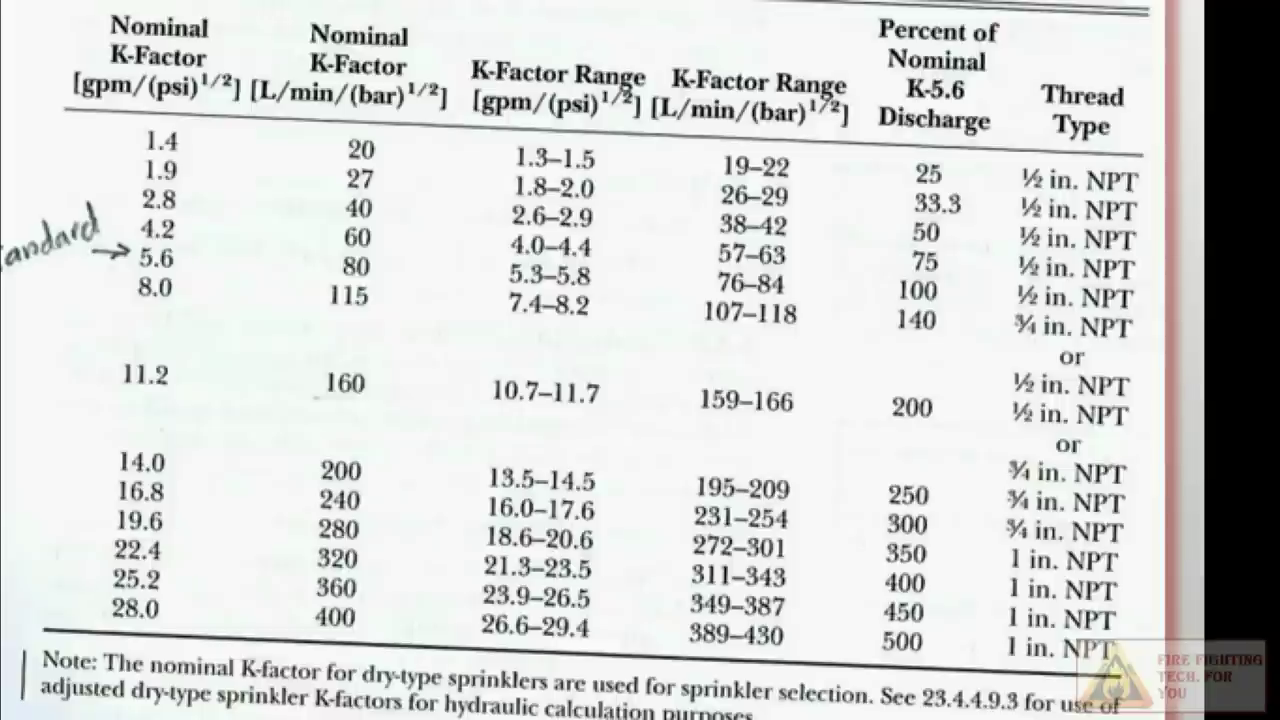 Nominal K-Factor [gpm/(psi)1/2] Nominal K-Factor [L/min/(bar)1/2] K-Factor Range [gpm/(psi)1/2] K-Factor Range [L/min/(bar)1/2] Percent of Nominal K-5.6 Discharge Thread Type
1.4 20 1.3–1.5 19–22 25 ½ in. NPT
1.9 27 1.8–2.0 26–29 33.3 ½ in. NPT
2.8 40 2.6–2.9 38–42 50 ½ in. NPT
4.2 60 4.0–4.4 57–63 75 ½ in. NPT
andard → 5.6 80 5.3–5.8 76–84 100 ½ in. NPT
8.0 115 7.4–8.2 107–118 140 ¾ in. NPT
or
½ in. NPT
11.2 160 10.7–11.7 159–166 200 ½ in. NPT
or
¾ in. NPT
14.0 200 13.5–14.5 195–209 250 ¾ in. NPT
16.8 240 16.0–17.6 231–254 300 ¾ in. NPT
19.6 280 18.6–20.6 272–301 350 1 in. NPT
22.4 320 21.3–23.5 311–343 400 1 in. NPT
25.2 360 23.9–26.5 349–387 450 1 in. NPT
28.0 400 26.6–29.4 389–430 500 1 in. NPT
Note: The nominal K-factor for dry-type sprinklers are used for sprinkler selection. See 23.4.4.9.3 for use of
adjusted dry-type sprinkler K-factors for hydraulic calculation purposes
FIRE FIGHTING
TECH. FOR
YOU